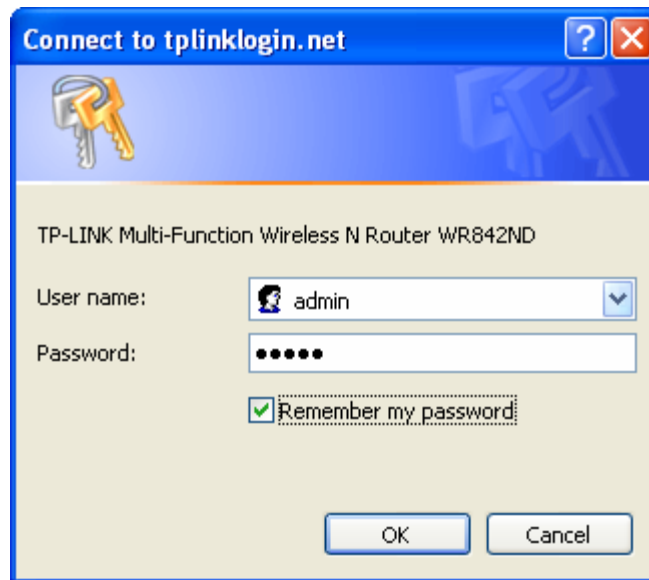 Connect to tplinklogin.net
TP-LINK Multi-Function Wireless N Router WR842ND
User name: admin
Password: •••••
Remember my password
OK Cancel